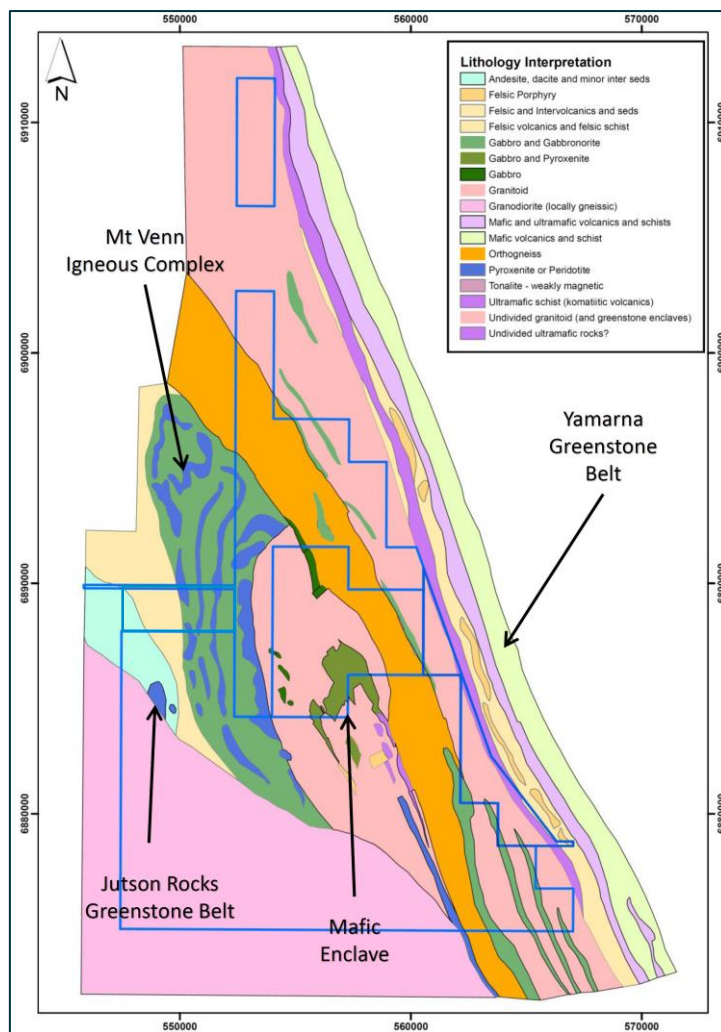 550000
560000
570000
N
6910000
6900000
6890000
6880000
Lithology Interpretation
Andesite, dacite and minor inter seds
Felsic Porphyry
Felsic and Intervolcanics and seds
Felsic volcanics and felsic schist
Gabbro and Gabbronorite
Gabbro and Pyroxenite
Gabbro
Granitoid
Granodiorite (locally gneissic)
Mafic and ultramafic volcanics and schists
Mafic volcanics and schist
Orthogneiss
Pyroxenite or Peridotite
Tonalite - weakly magnetic
Ultramafic schist (komatiitic volcanics)
Undivided granitoid (and greenstone enclaves)
Undivided ultramafic rocks?
6910000
6900000
6890000
6880000
Mt Venn
Igneous Complex
Yamarna
Greenstone
Belt
Jutson Rocks
Greenstone Belt
Mafic
Enclave
550000
560000
570000